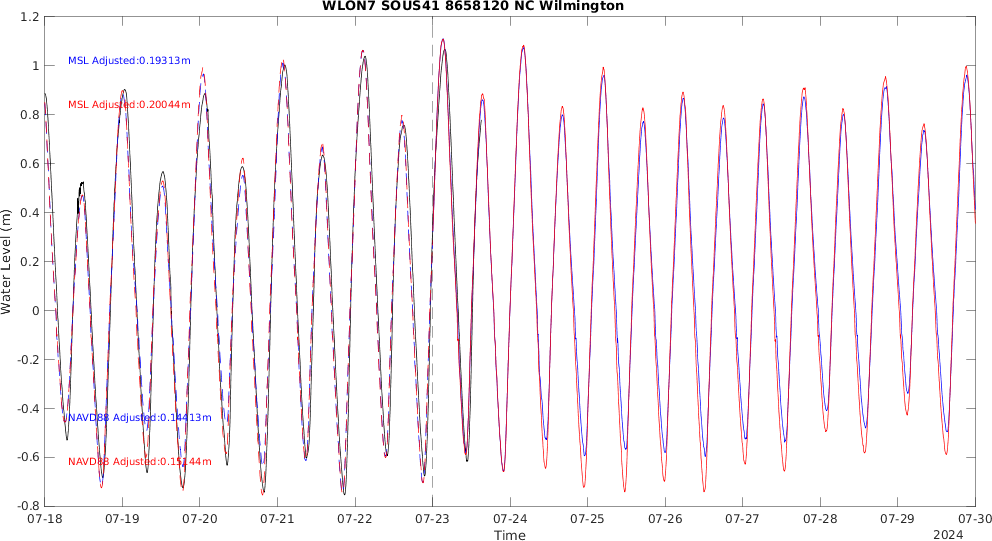 WLON7 SOUS41 8658120 NC Wilmington
1.2
1
0.8
0.6
0.4
0.2
0
-0.2
-0.4
-0.6
-0.8
Water Level (m)
MSL Adjusted:0.19313m
MSL Adjusted:0.20044m
NAVD88 Adjusted:0.14413m
NAVD88 Adjusted:0.15144m
07-18 07-19 07-20 07-21 07-22 07-23 07-24 07-25 07-26 07-27 07-28 07-29 07-30
Time
2024